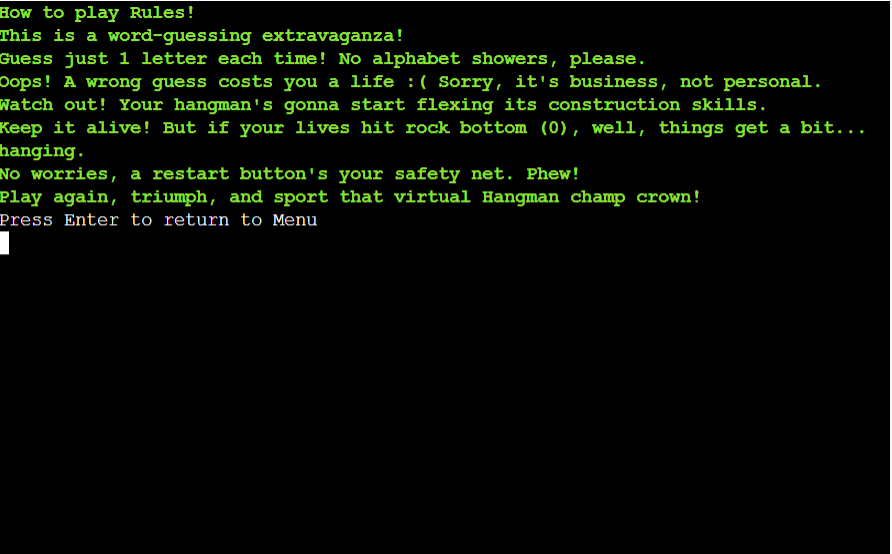 How to play Rules!
This is a word-guessing extravaganza!
Guess just 1 letter each time! No alphabet showers, please.
Oops! A wrong guess costs you a life :( Sorry, it's business, not personal.
Watch out! Your hangman's gonna start flexing its construction skills.
Keep it alive! But if your lives hit rock bottom (0), well, things get a bit...
hanging.
No worries, a restart button's your safety net. Phew!
Play again, triumph, and sport that virtual Hangman champ crown!
Press Enter to return to Menu